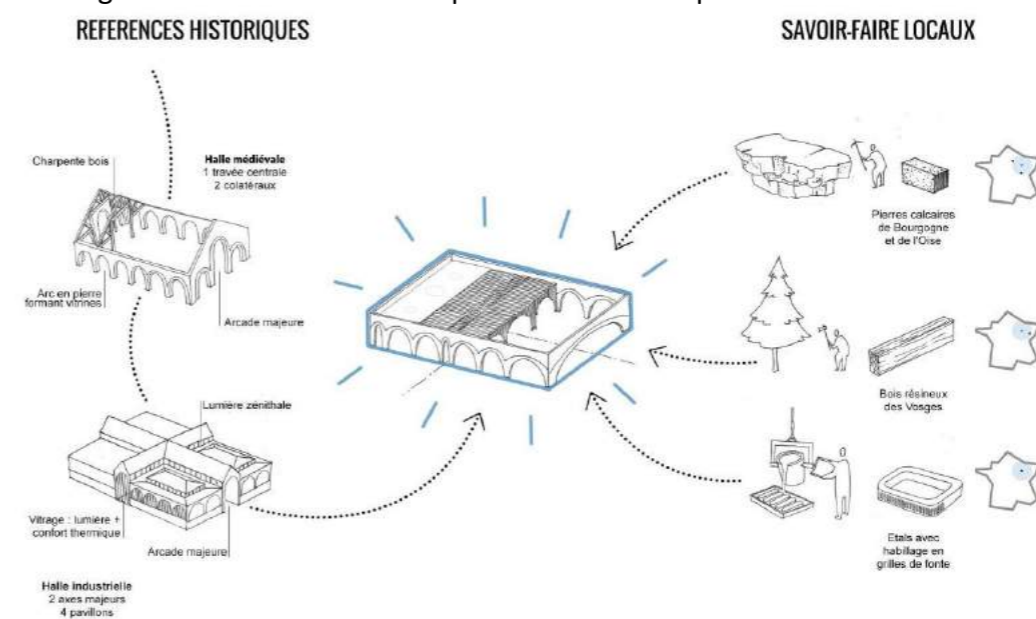 REFERENCES HISTORIQUES
SAVOIR-FAIRE LOCAUX
Charpente bois
Halle médiévale
1 travée centrale
2 colatéraux
Arc en pierre
formant vitrines
Arcade majeure
Lumière zénithale
Vitrage : lumière +
confort thermique
Arcade majeure
Halle industrielle
2 axes majeurs
4 pavillons
Pierres calcaires
de Bourgogne
et de l'Oise
Bois résineux
des Vosges
Etals avec
habillage en
grilles de fonte